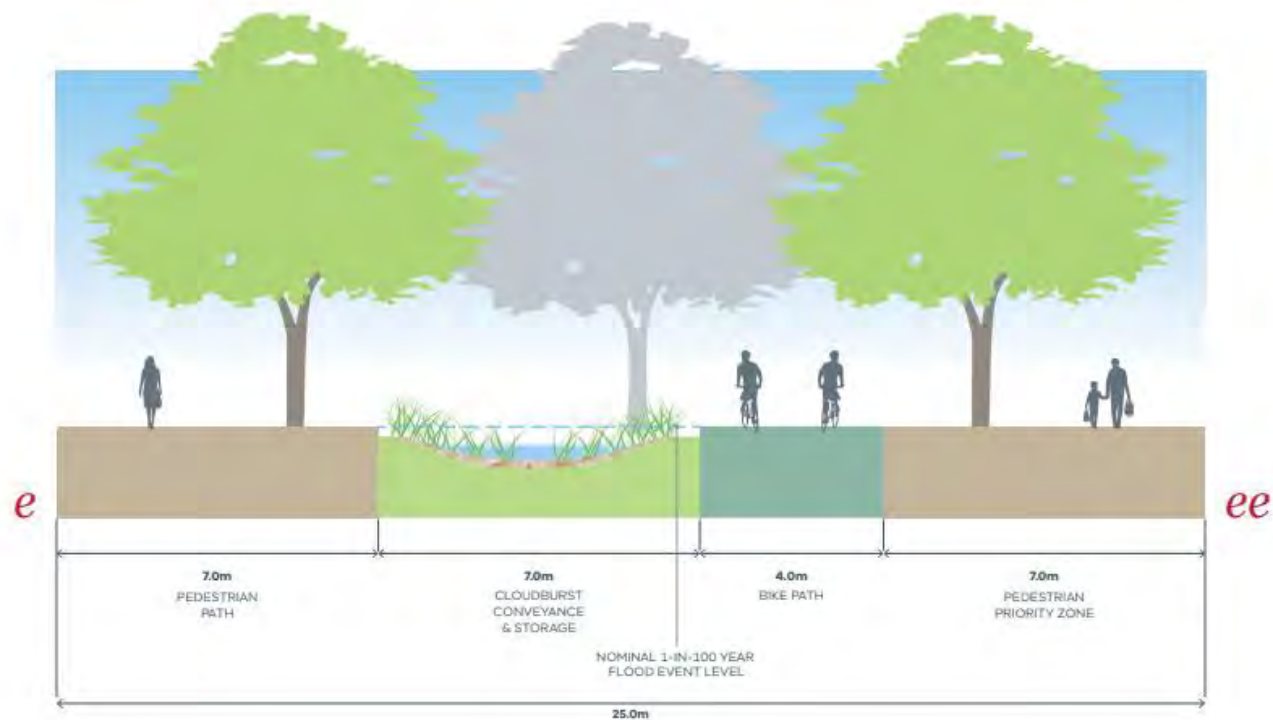 e
ee
7.0m
PEDESTRIAN
PATH
7.0m
CLOUDBURST
CONVEYANCE
& STORAGE
4.0m
BIKE PATH
7.0m
PEDESTRIAN
PRIORITY ZONE
NOMINAL 1-IN-100 YEAR
FLOOD EVENT LEVEL
25.0m